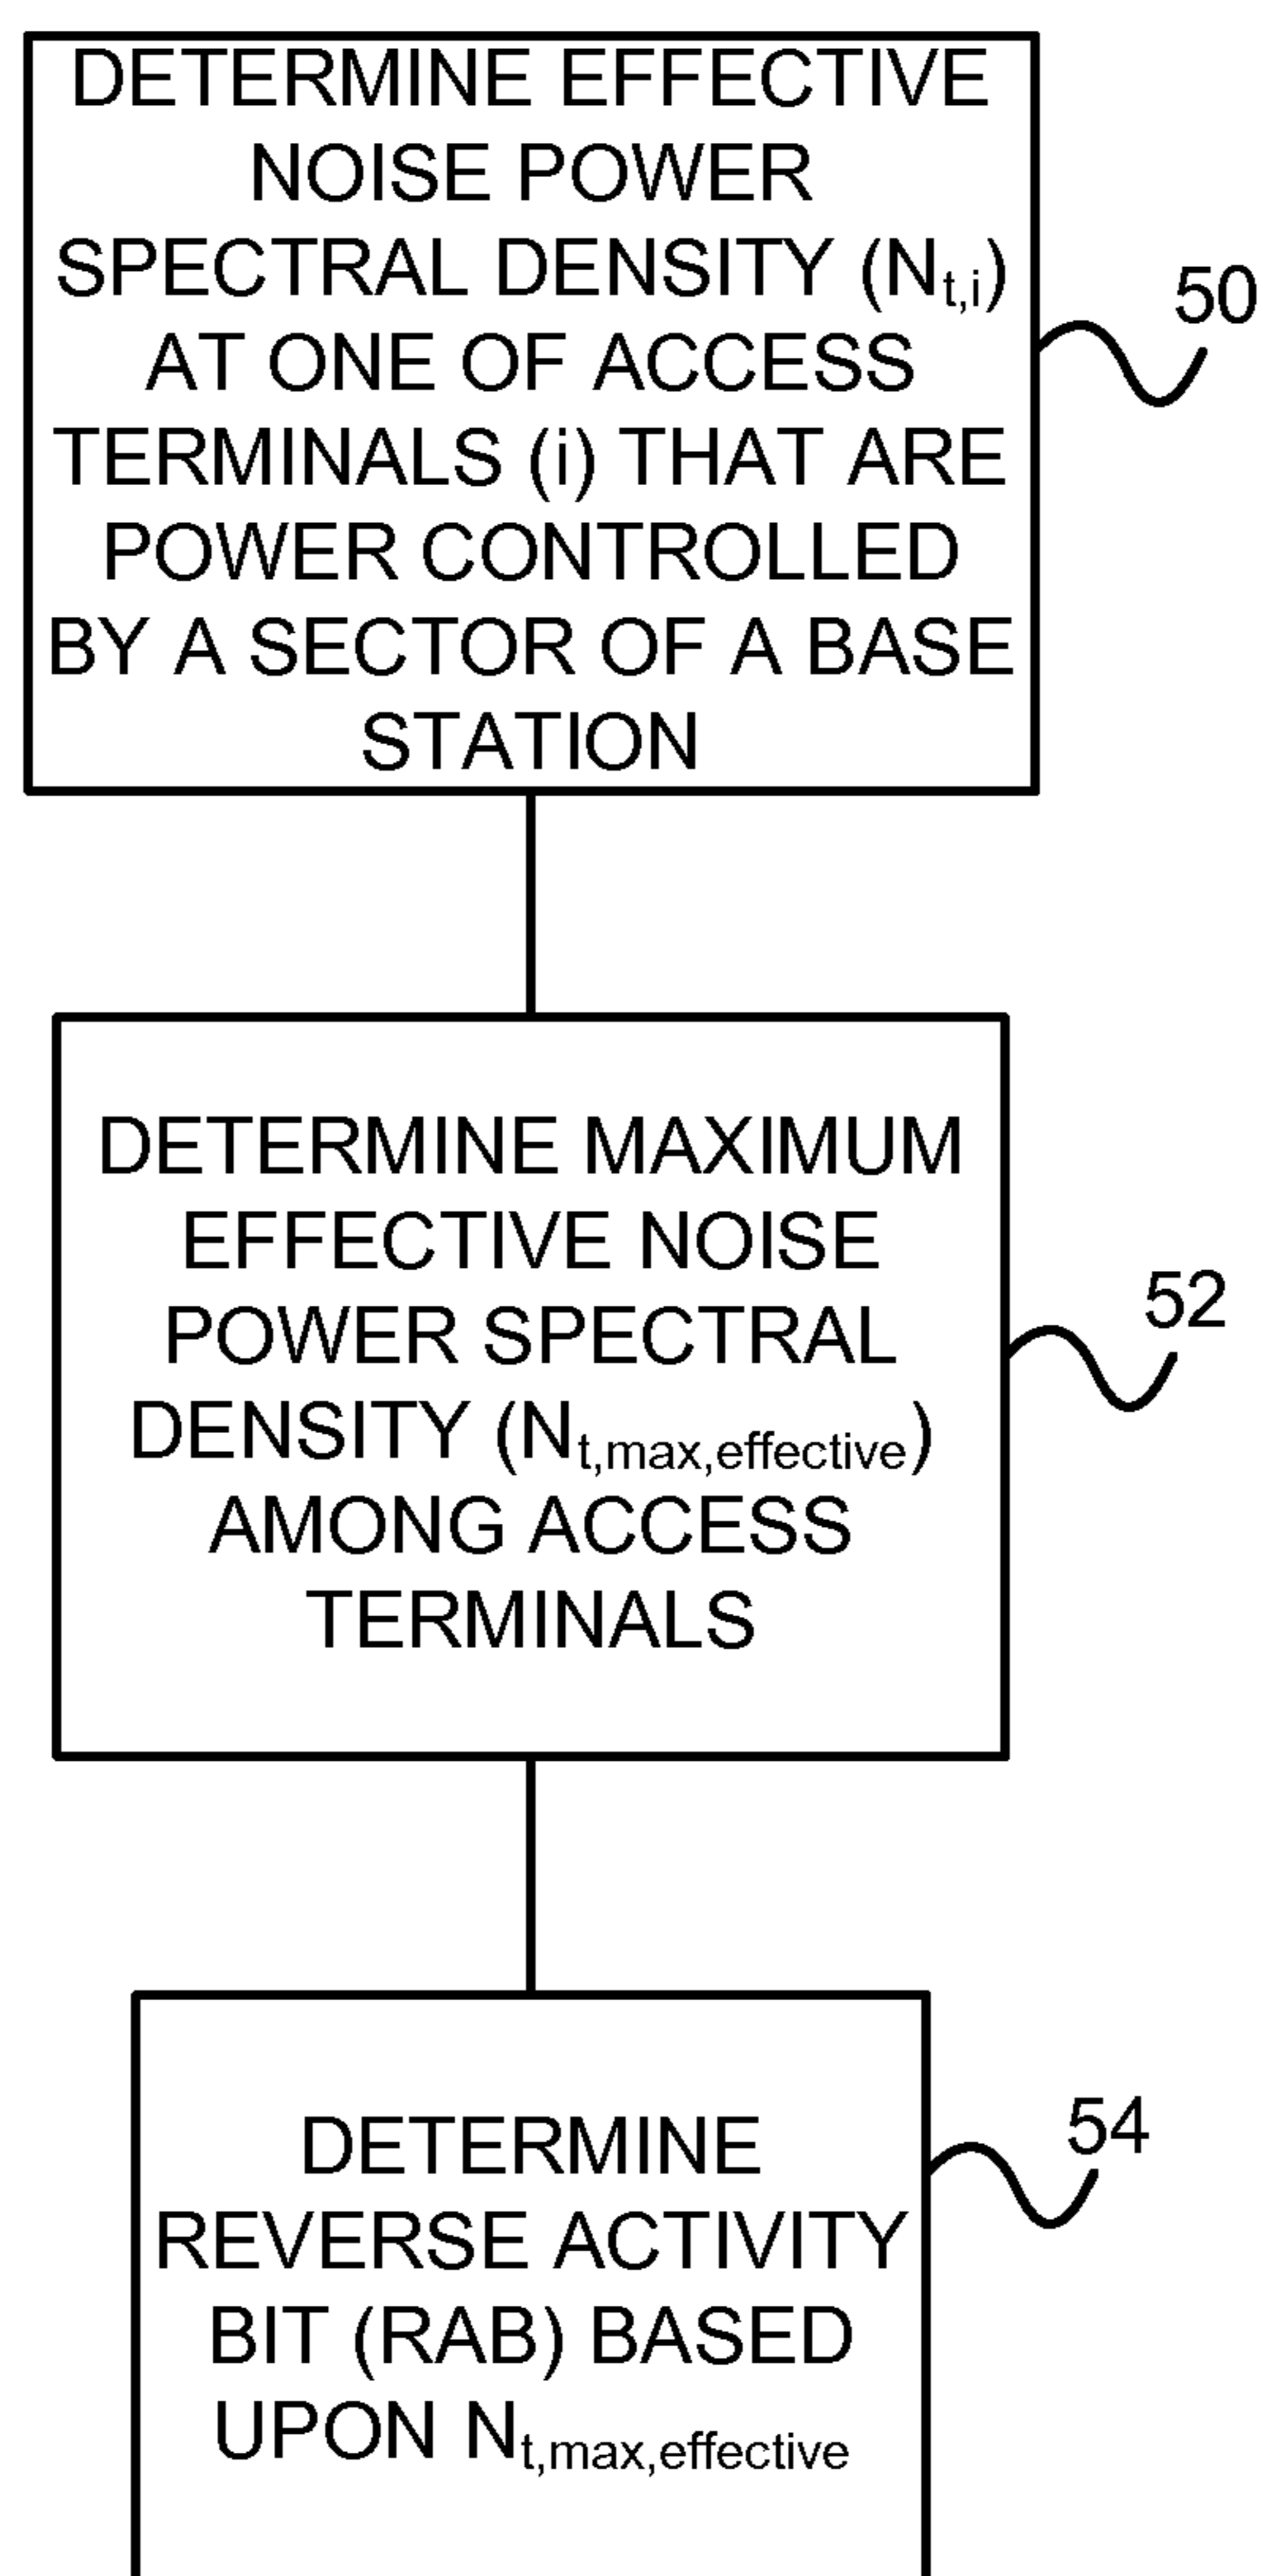 DETERMINE EFFECTIVE
NOISE POWER
SPECTRAL DENSITY (Nt,i)
AT ONE OF ACCESS
TERMINALS (i) THAT ARE
POWER CONTROLLED
BY A SECTOR OF A BASE
STATION
50
DETERMINE MAXIMUM
EFFECTIVE NOISE
POWER SPECTRAL
DENSITY (Nt,max,effective)
AMONG ACCESS
TERMINALS
52
DETERMINE
REVERSE ACTIVITY
BIT (RAB) BASED
UPON Nt,max,effective
54